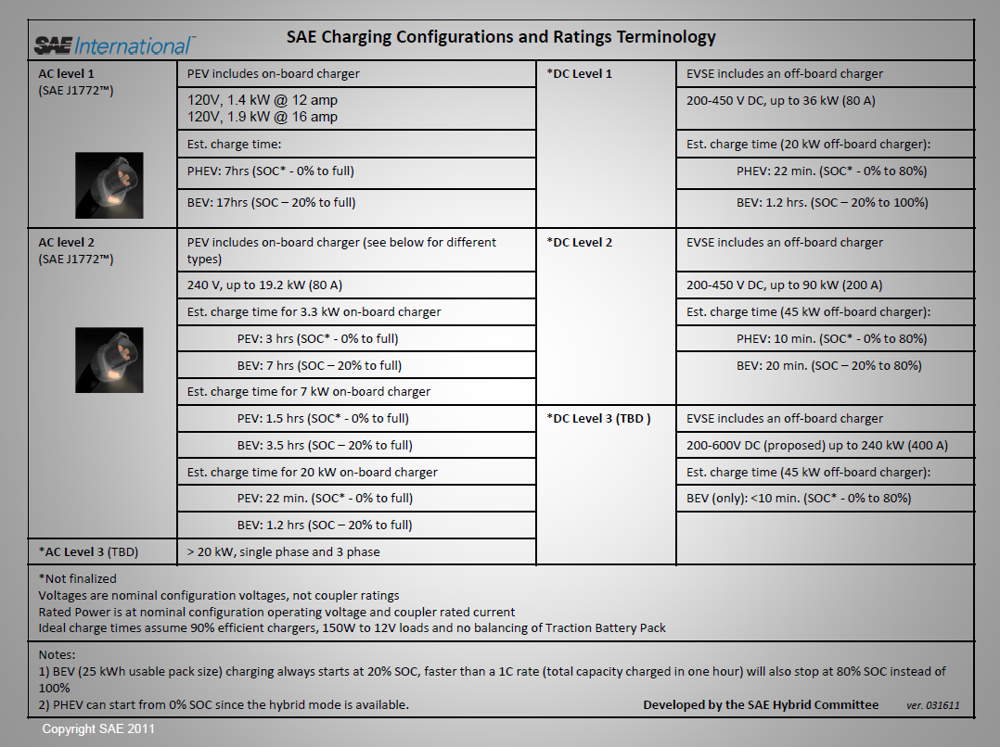 SAE International™
SAE Charging Configurations and Ratings Terminology
AC level 1
(SAE J1772™)
PEV includes on-board charger
120V, 1.4 kW @ 12 amp
120V, 1.9 kW @ 16 amp
Est. charge time:
PHEV: 7hrs (SOC* - 0% to full)
BEV: 17hrs (SOC – 20% to full)
*DC Level 1
EVSE includes an off-board charger
200-450 V DC, up to 36 kW (80 A)
Est. charge time (20 kW off-board charger):
PHEV: 22 min. (SOC* - 0% to 80%)
BEV: 1.2 hrs. (SOC – 20% to 100%)
AC level 2
(SAE J1772™)
PEV includes on-board charger (see below for different
types)
240 V, up to 19.2 kW (80 A)
Est. charge time for 3.3 kW on-board charger
PEV: 3 hrs (SOC* - 0% to full)
BEV: 7 hrs (SOC – 20% to full)
Est. charge time for 7 kW on-board charger
PEV: 1.5 hrs (SOC* - 0% to full)
BEV: 3.5 hrs (SOC – 20% to full)
Est. charge time for 20 kW on-board charger
PEV: 22 min. (SOC* - 0% to full)
BEV: 1.2 hrs (SOC – 20% to full)
*DC Level 2
EVSE includes an off-board charger
200-450 V DC, up to 90 kW (200 A)
Est. charge time (45 kW off-board charger):
PHEV: 10 min. (SOC* - 0% to 80%)
BEV: 20 min. (SOC – 20% to 80%)
*DC Level 3 (TBD )
EVSE includes an off-board charger
200-600V DC (proposed) up to 240 kW (400 A)
Est. charge time (45 kW off-board charger):
BEV (only): <10 min. (SOC* - 0% to 80%)
*AC Level 3 (TBD)
> 20 kW, single phase and 3 phase
*Not finalized
Voltages are nominal configuration voltages, not coupler ratings
Rated Power is at nominal configuration operating voltage and coupler rated current
Ideal charge times assume 90% efficient chargers, 150W to 12V loads and no balancing of Traction Battery Pack
Notes:
1) BEV (25 kWh usable pack size) charging always starts at 20% SOC, faster than a 1C rate (total capacity charged in one hour) will also stop at 80% SOC instead of
100%
2) PHEV can start from 0% SOC since the hybrid mode is available.
Developed by the SAE Hybrid Committee
ver. 031611
Copyright SAE 2011